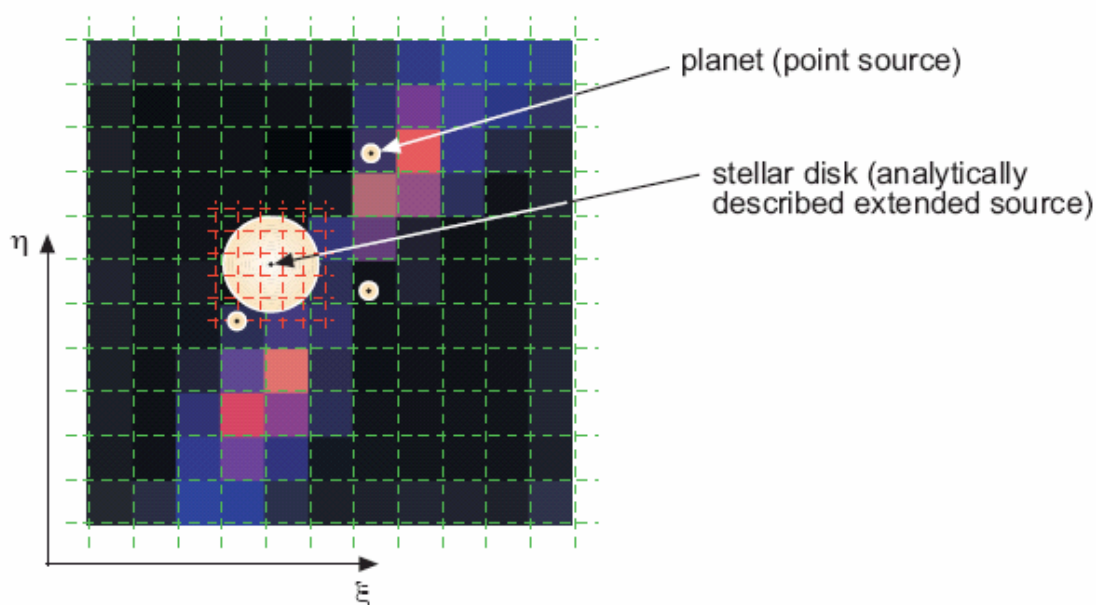 planet (point source)
stellar disk (analytically
described extended source)
η
ξ